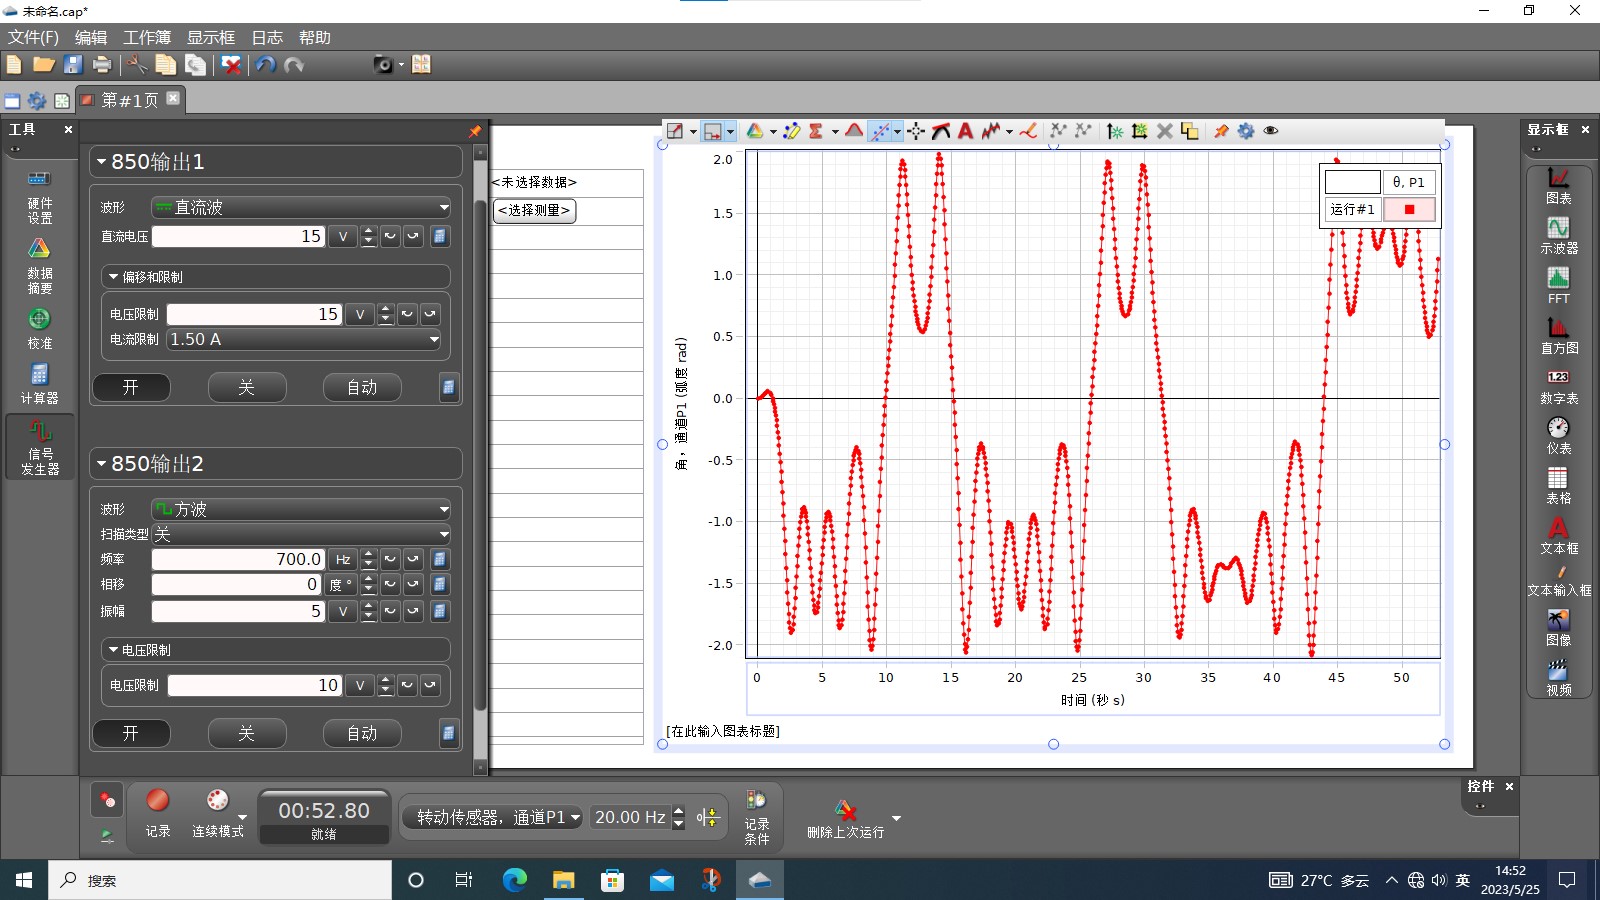 未命名.cap*
文件(F) 编辑 工作簿 显示框 日志 帮助
第#1页
工具
硬件
设置
数据
摘要
校准
计算器
信号
发生器
850输出1
波形 直流波
直流电压 15 V
偏移和限制
电压限制 15 V
电流限制 1.50 A
开 关 自动
850输出2
波形 方波
扫描类型 关
频率 700.0 Hz
相移 0 度 °
振幅 5 V
电压限制
电压限制 10 V
开 关 自动
<未选择数据>
<选择测量>
θ, P1
运行#1
角，通道P1 (弧度 rad)
2.0
1.5
1.0
0.5
0.0
-0.5
-1.0
-1.5
-2.0
0 5 10 15 20 25 30 35 40 45 50
时间 (秒 s)
[在此输入图表标题]
显示框
图表
示波器
FFT
直方图
1.23
数字表
仪表
表格
A
文本框
文本输入框
图像
视频
控件
记录
连续模式
00:52.80
就绪
转动传感器，通道P1
20.00 Hz
记录
条件
删除上次运行
搜索
27°C 多云
英
14:52
2023/5/25